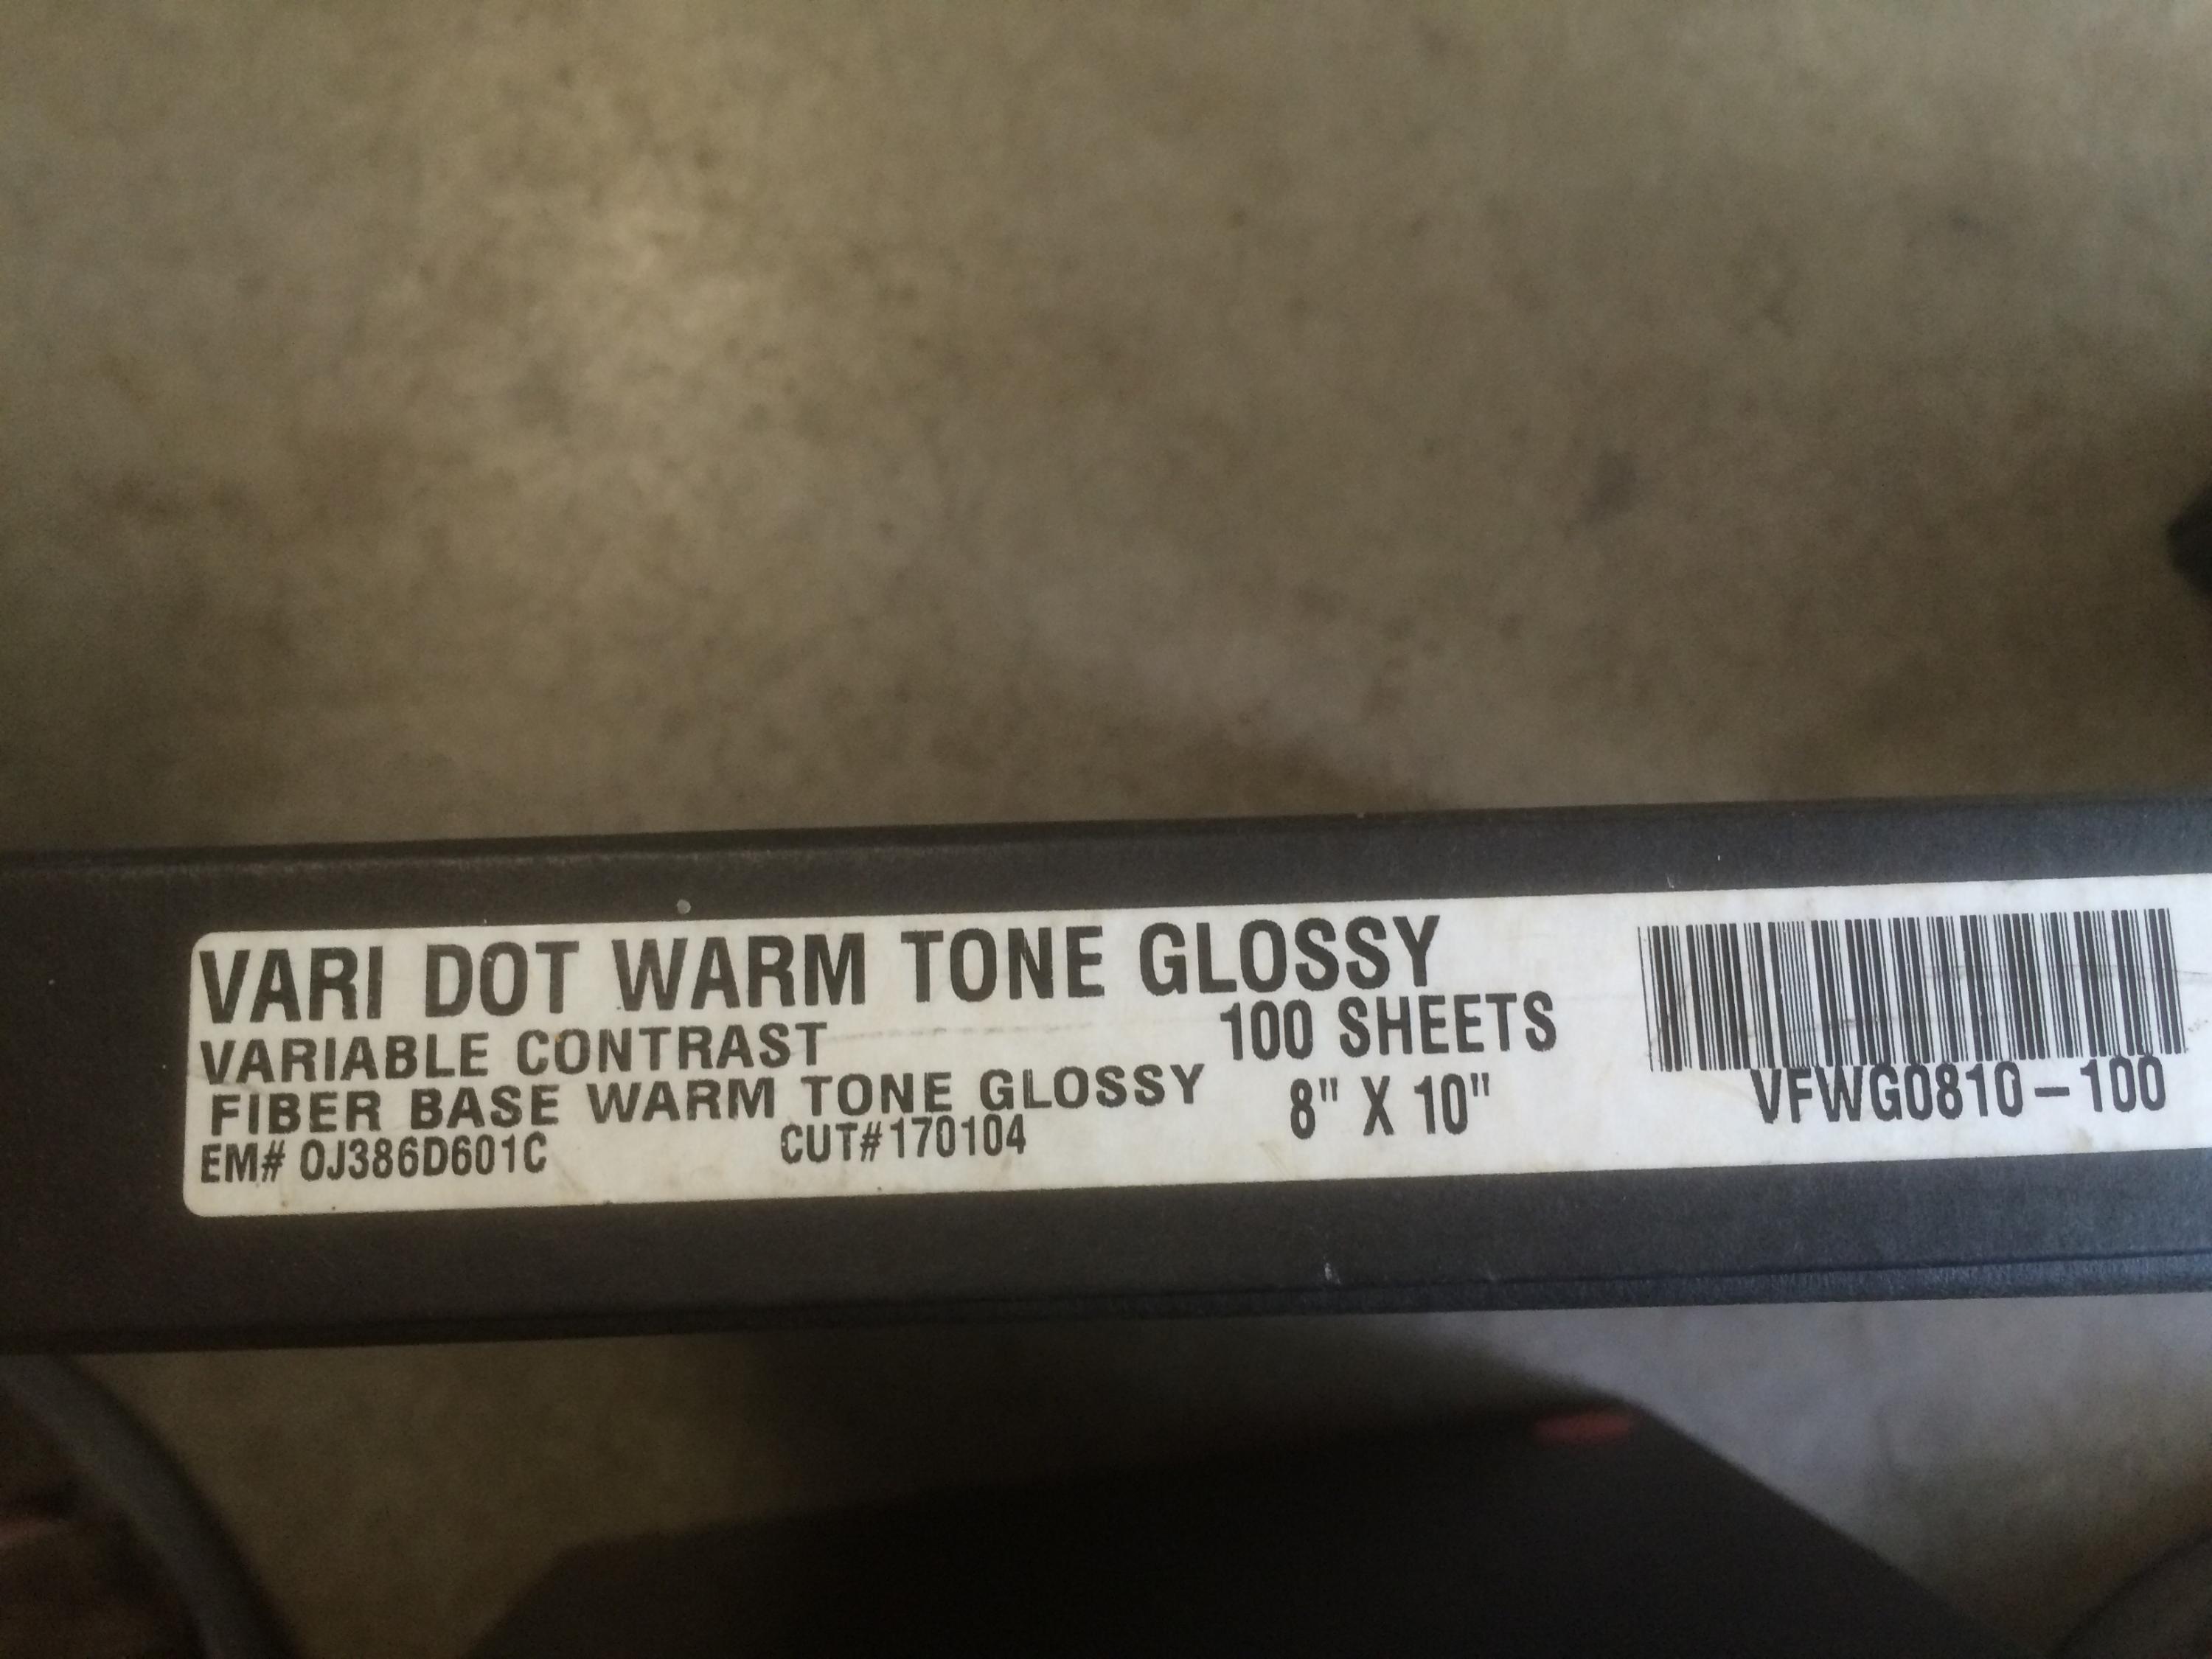 VARI DOT WARM TONE GLOSSY
VARIABLE CONTRAST
100 SHEETS
FIBER BASE WARM TONE GLOSSY
8" X 10"
EM# 0J386D601C
CUT#170104
VFWG0810-100